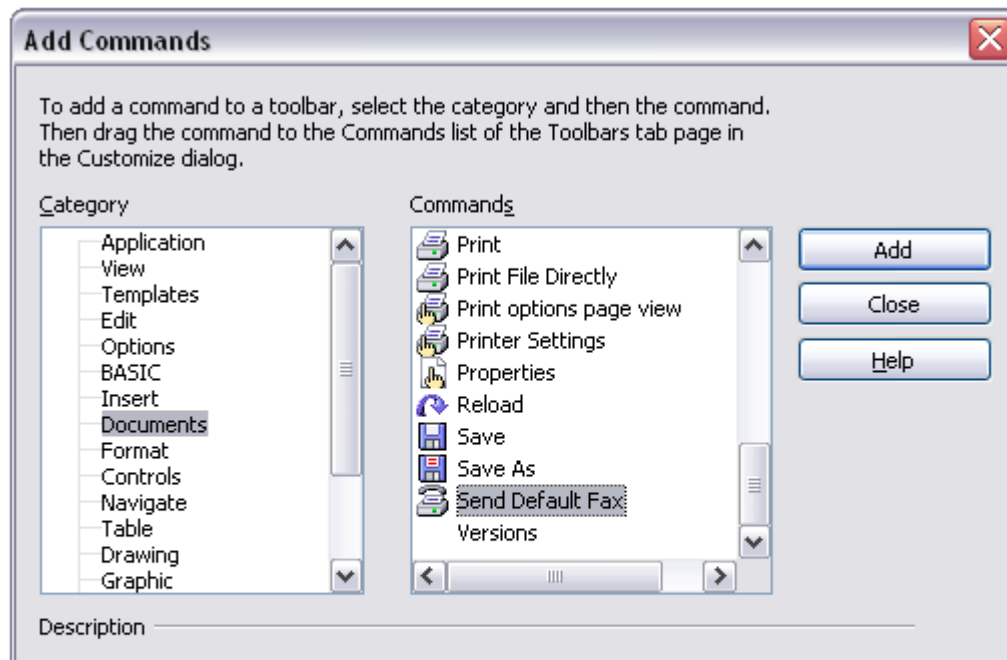 Add Commands
To add a command to a toolbar, select the category and then the command.
Then drag the command to the Commands list of the Toolbars tab page in
the Customize dialog.
Category
Application
View
Templates
Edit
Options
BASIC
Insert
Documents
Format
Controls
Navigate
Table
Drawing
Graphic
Commands
Print
Print File Directly
Print options page view
Printer Settings
Properties
Reload
Save
Save As
Send Default Fax
Versions
Add
Close
Help
Description